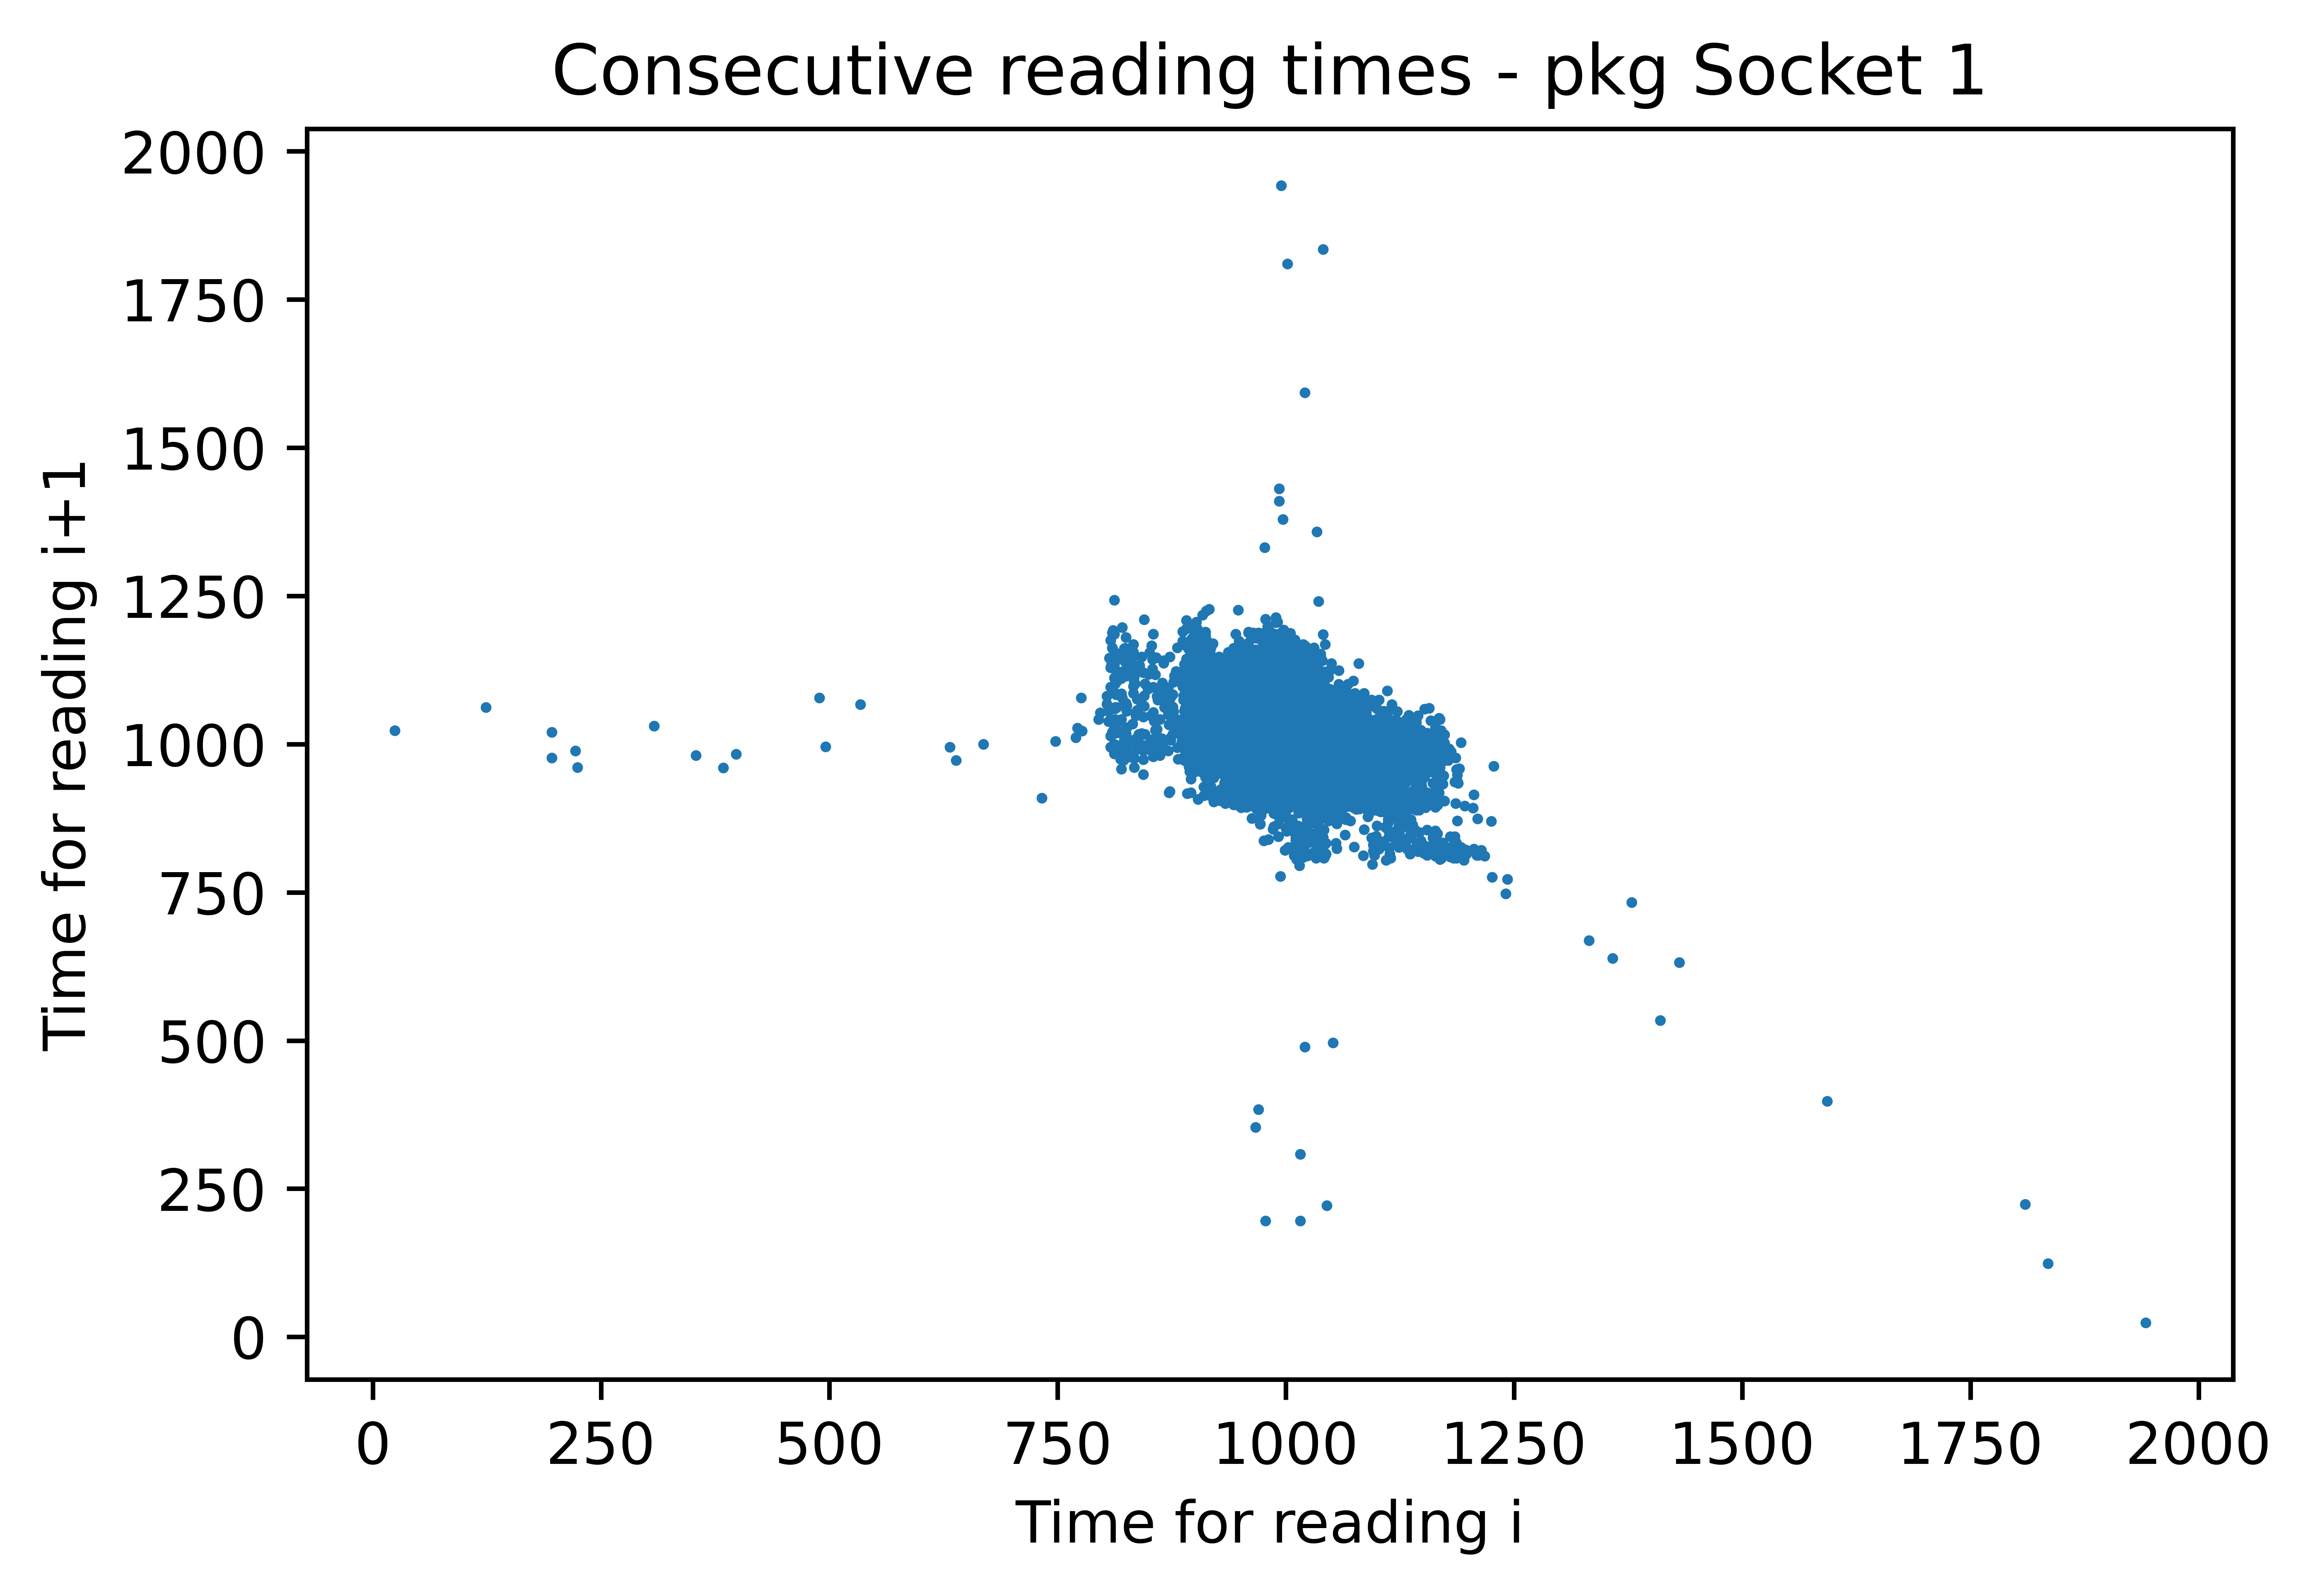 Consecutive reading times - pkg Socket 1
2000
1750
1500
1250
1000
750
500
250
0
Time for reading i+1
0 250 500 750 1000 1250 1500 1750 2000
Time for reading i